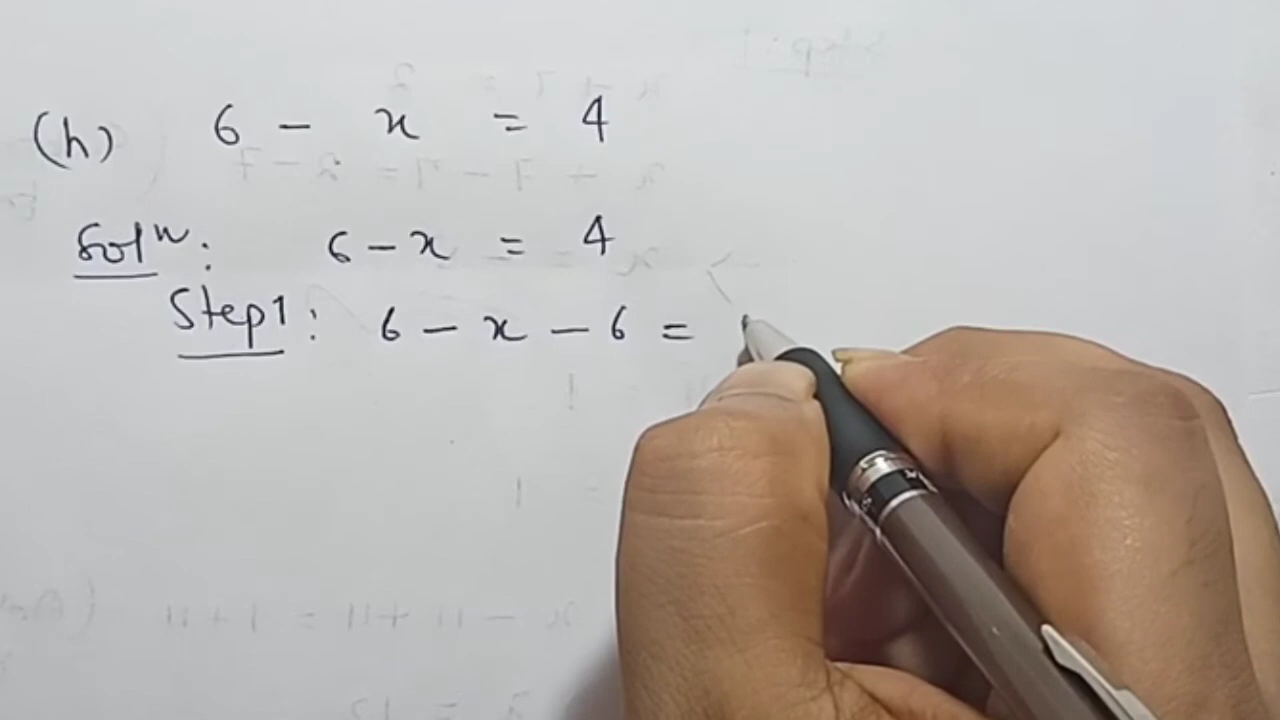 (h) 6 - x = 4
Solⁿ: 6 - x = 4
Step1: 6 - x - 6 =